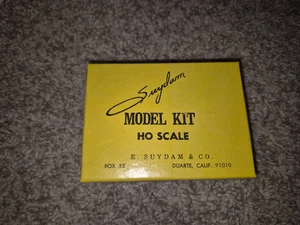 Suydam
MODEL KIT
HO SCALE
E. SUYDAM & CO.
BOX 55 DUARTE, CALIF. 91010